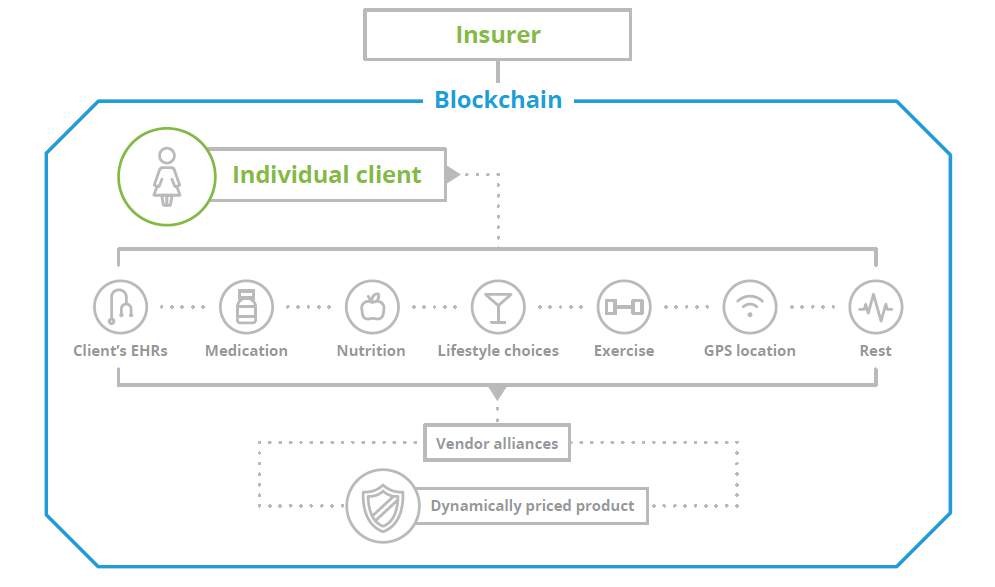 Insurer
Blockchain
Individual client
Client’s EHRs
Medication
Nutrition
Lifestyle choices
Exercise
GPS location
Rest
Vendor alliances
Dynamically priced product